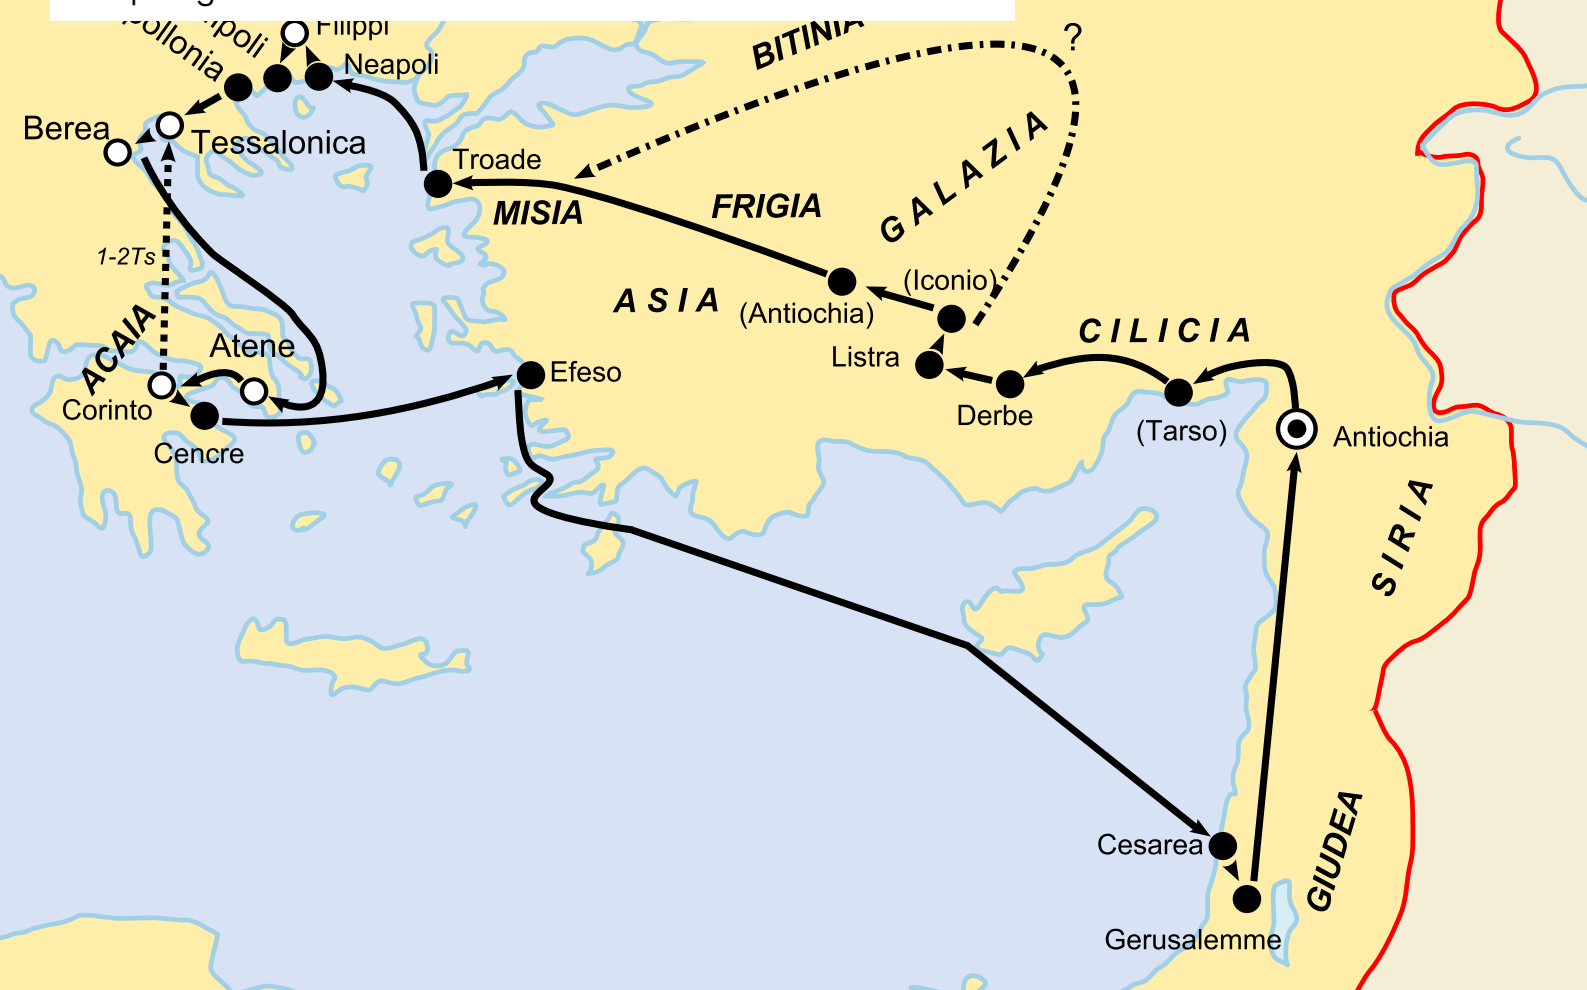 Filippi
Neapoli
Berea
Tessalonica
Troade
BITINIA
?
MISIA
FRIGIA
GALAZIA
1-2Ts
ASIA
(Antiochia)
(Iconio)
ACAIA
Atene
Listra
CILICIA
Corinto
Efeso
Derbe
(Tarso)
Antiochia
Cencre
SIRIA
Cesarea
GIUDEA
Gerusalemme